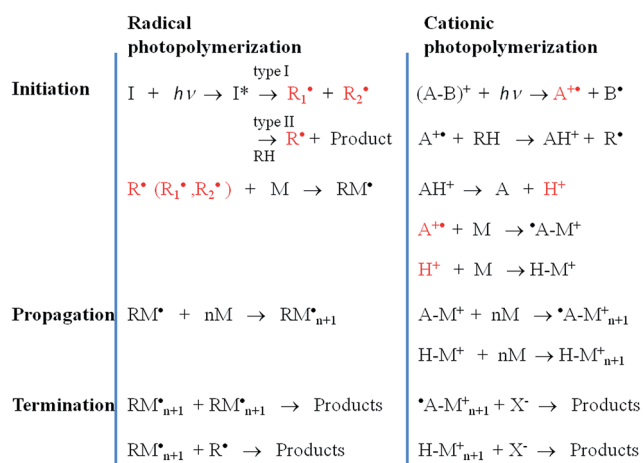 Radical photopolymerization
Cationic photopolymerization
Initiation
I + hν → I* type I → R₁• + R₂•
type II → RH R• + Product
R• (R₁•,R₂•) + M → RM•
(A-B)⁺ + hν → A⁺• + B•
A⁺• + RH → AH⁺ + R•
AH⁺ → A + H⁺
A⁺• + M → •A-M⁺
H⁺ + M → H-M⁺
Propagation
RM• + nM → RM•ₙ₊₁
A-M⁺ + nM → •A-M⁺ₙ₊₁
H-M⁺ + nM → H-M⁺ₙ₊₁
Termination
RM•ₙ₊₁ + RM•ₙ₊₁ → Products
RM•ₙ₊₁ + R• → Products
•A-M⁺ₙ₊₁ + X⁻ → Products
H-M⁺ₙ₊₁ + X⁻ → Products